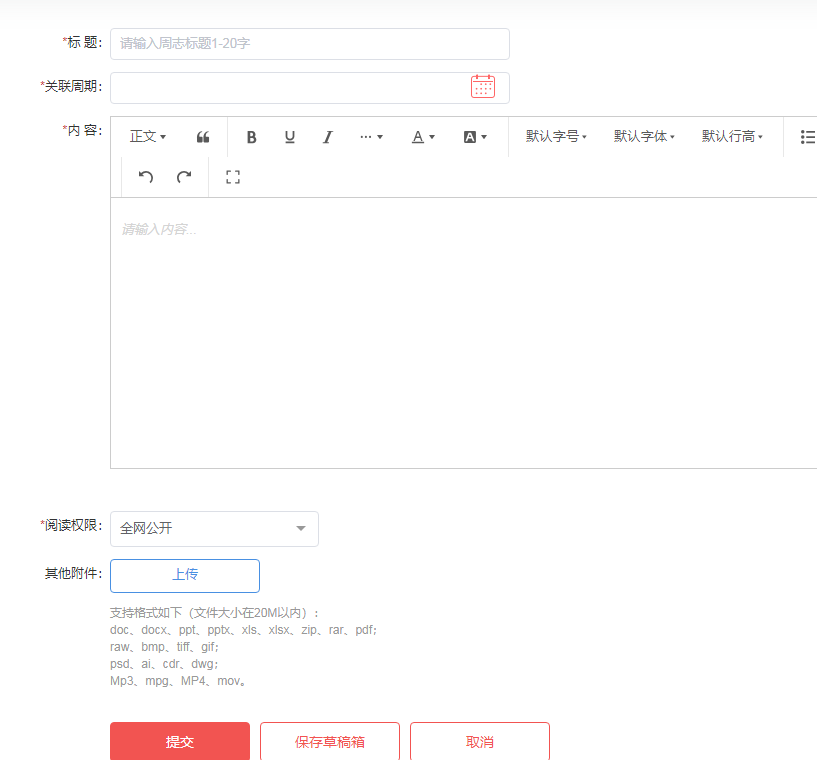 *标 题:
请输入周志标题1-20字
*关联周期:
*内 容:
正文
B U I ··· A A
默认字号 默认字体 默认行高
请输入内容...
*阅读权限:
全网公开
其他附件:
上传
支持格式如下（文件大小在20M以内）:
doc、docx、ppt、pptx、xls、xlsx、zip、rar、pdf;
raw、bmp、tiff、gif;
psd、ai、cdr、dwg;
Mp3、mpg、MP4、mov。
提交
保存草稿箱
取消